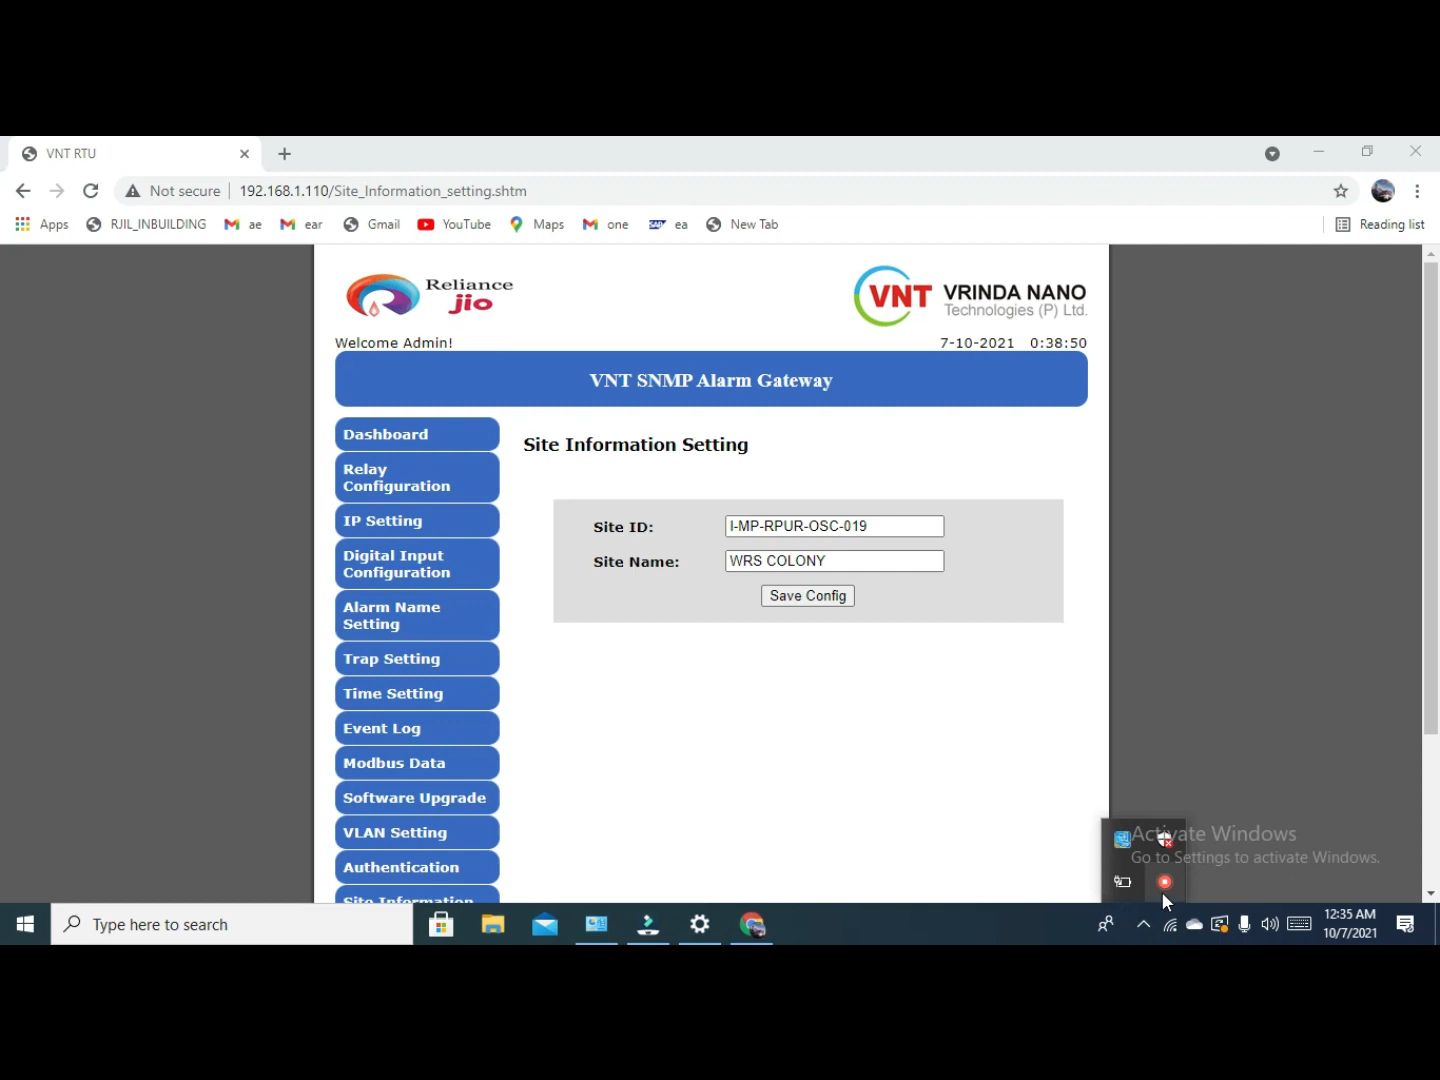 VNT RTU
Not secure 192.168.1.110/Site_Information_setting.shtm
Apps RJIL_INBUILDING ae ear Gmail YouTube Maps one ea New Tab Reading list
Reliance
jio
VNT VRINDA NANO
Technologies (P) Ltd.
Welcome Admin! 7-10-2021 0:38:50
VNT SNMP Alarm Gateway
Dashboard
Relay
Configuration
IP Setting
Digital Input
Configuration
Alarm Name
Setting
Trap Setting
Time Setting
Event Log
Modbus Data
Software Upgrade
VLAN Setting
Authentication
Site Information
Site Information Setting
Site ID: I-MP-RPUR-OSC-019
Site Name: WRS COLONY
Save Config
Activate Windows
Go to Settings to activate Windows.
Type here to search
12:35 AM
10/7/2021